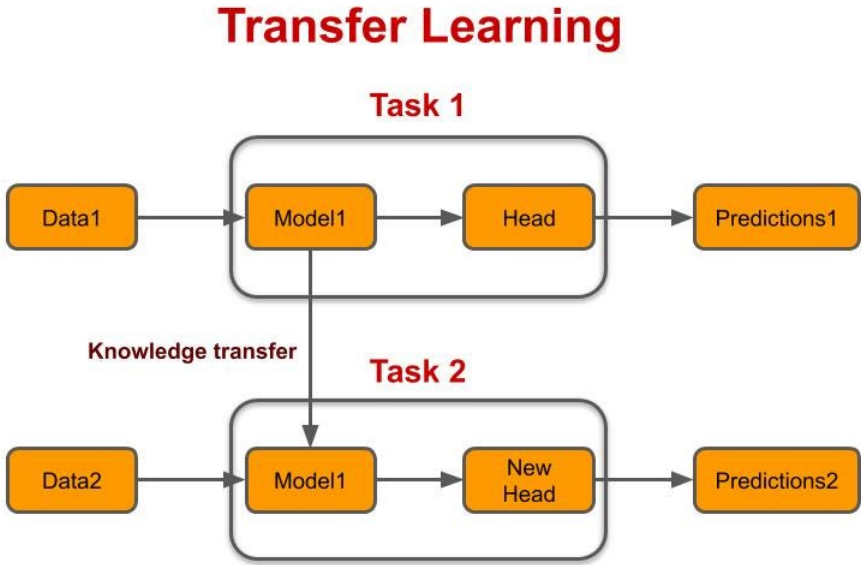 Transfer Learning
Task 1
Data1
Model1
Head
Predictions1
Knowledge transfer
Task 2
Data2
Model1
New
Head
Predictions2